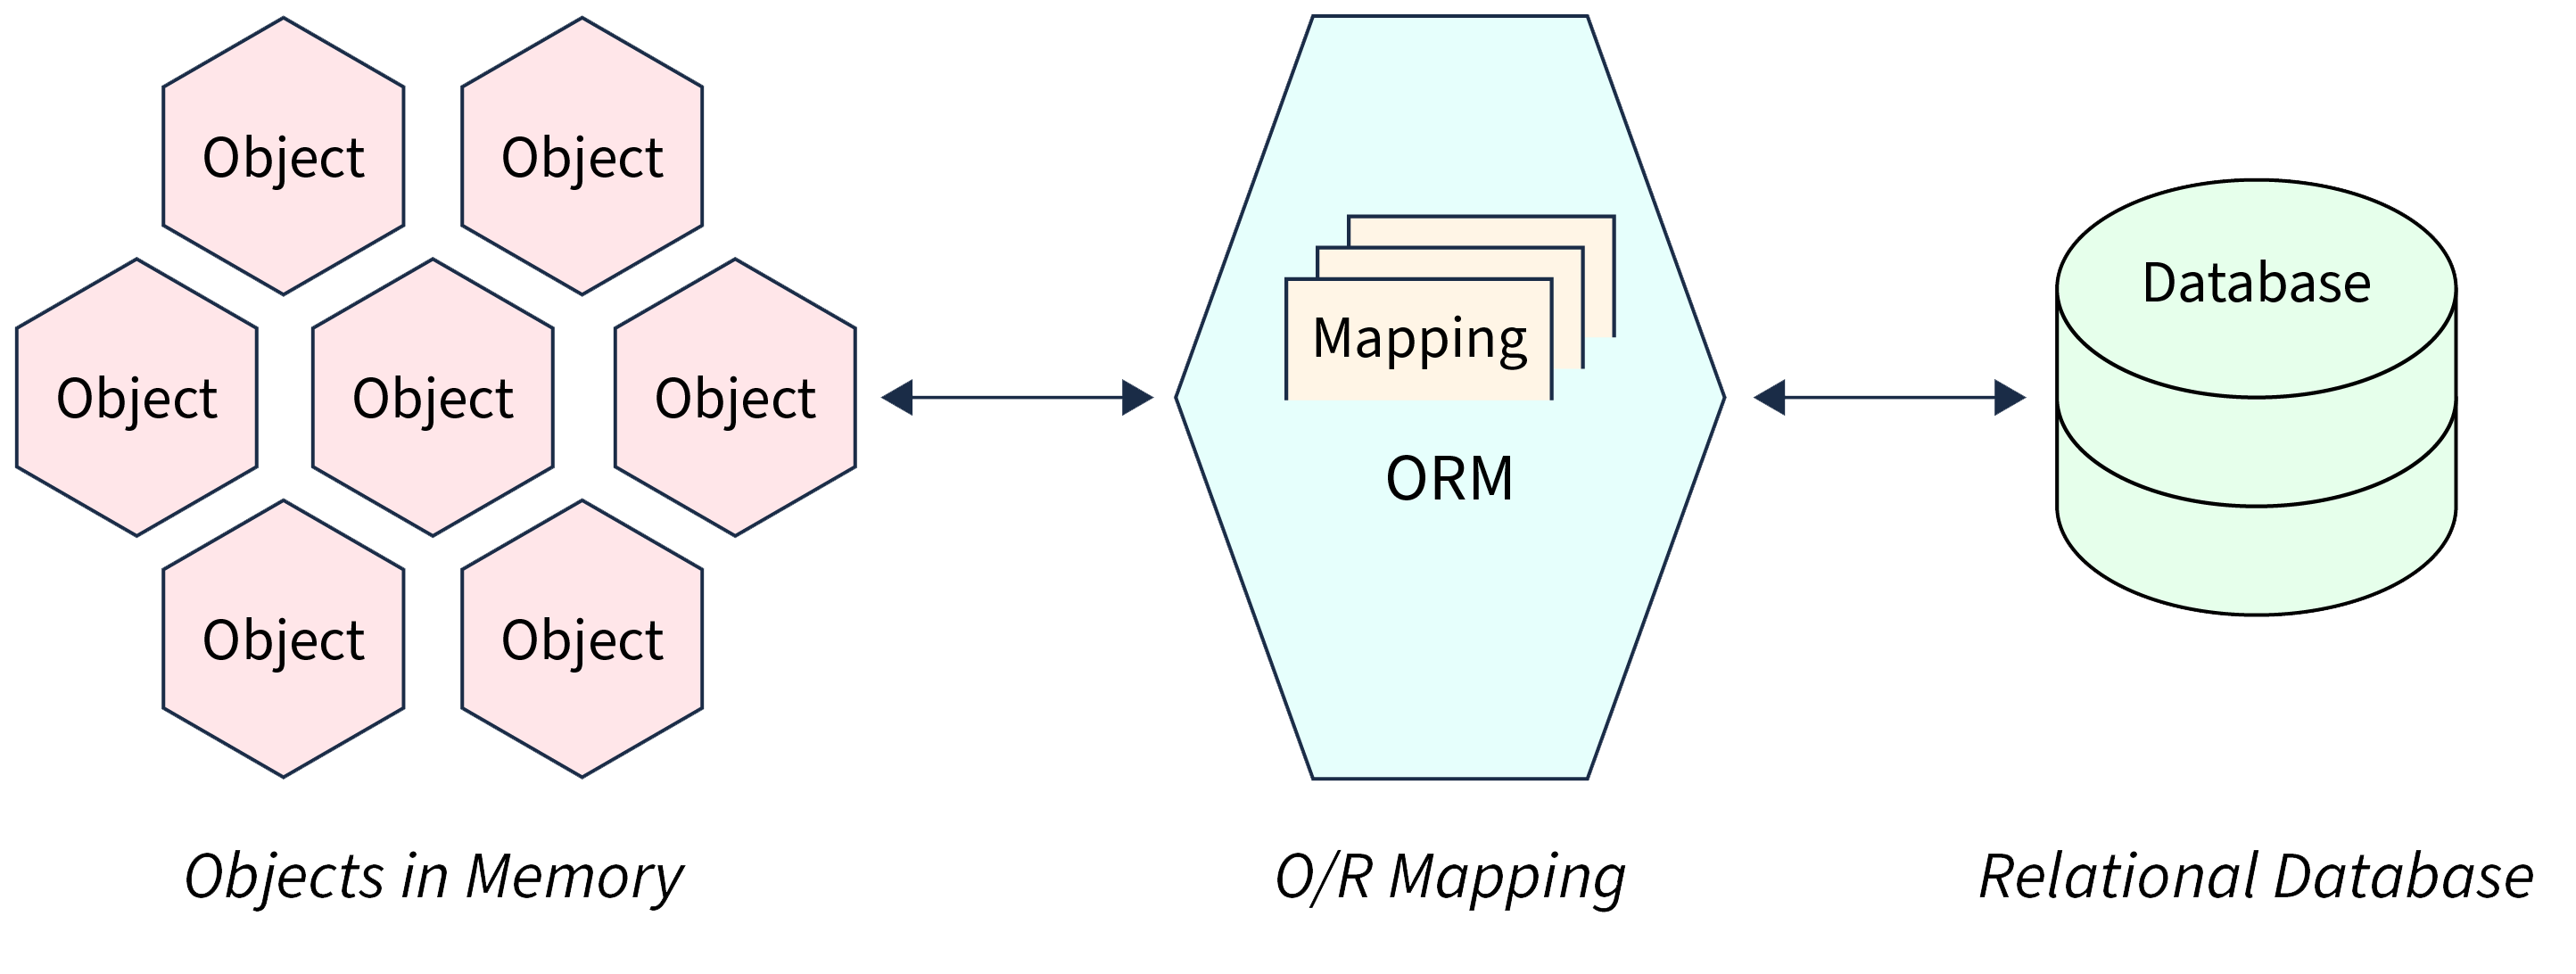 Object
Object
Object
Object
Object
Object
Object
Objects in Memory
Mapping
ORM
O/R Mapping
Database
Relational Database